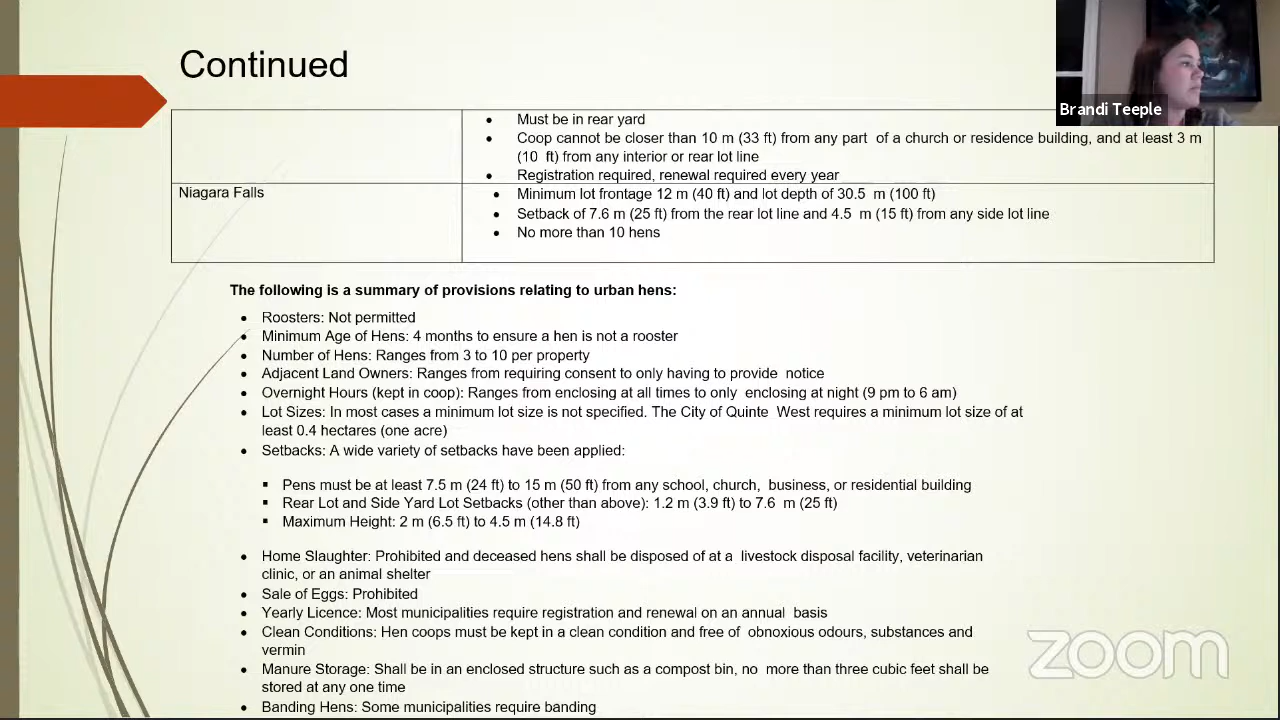 Continued
Brandi Teeple
• Must be in rear yard
• Coop cannot be closer than 10 m (33 ft) from any part of a church or residence building, and at least 3 m
(10 ft) from any interior or rear lot line
• Registration required, renewal required every year
Niagara Falls
• Minimum lot frontage 12 m (40 ft) and lot depth of 30.5 m (100 ft)
• Setback of 7.6 m (25 ft) from the rear lot line and 4.5 m (15 ft) from any side lot line
• No more than 10 hens
The following is a summary of provisions relating to urban hens:
• Roosters: Not permitted
• Minimum Age of Hens: 4 months to ensure a hen is not a rooster
• Number of Hens: Ranges from 3 to 10 per property
• Adjacent Land Owners: Ranges from requiring consent to only having to provide notice
• Overnight Hours (kept in coop): Ranges from enclosing at all times to only enclosing at night (9 pm to 6 am)
• Lot Sizes: In most cases a minimum lot size is not specified. The City of Quinte West requires a minimum lot size of at
least 0.4 hectares (one acre)
• Setbacks: A wide variety of setbacks have been applied:
▪ Pens must be at least 7.5 m (24 ft) to 15 m (50 ft) from any school, church, business, or residential building
▪ Rear Lot and Side Yard Lot Setbacks (other than above): 1.2 m (3.9 ft) to 7.6 m (25 ft)
▪ Maximum Height: 2 m (6.5 ft) to 4.5 m (14.8 ft)
• Home Slaughter: Prohibited and deceased hens shall be disposed of at a livestock disposal facility, veterinarian
clinic, or an animal shelter
• Sale of Eggs: Prohibited
• Yearly Licence: Most municipalities require registration and renewal on an annual basis
• Clean Conditions: Hen coops must be kept in a clean condition and free of obnoxious odours, substances and
vermin
• Manure Storage: Shall be in an enclosed structure such as a compost bin, no more than three cubic feet shall be
stored at any one time
• Banding Hens: Some municipalities require banding
zoom